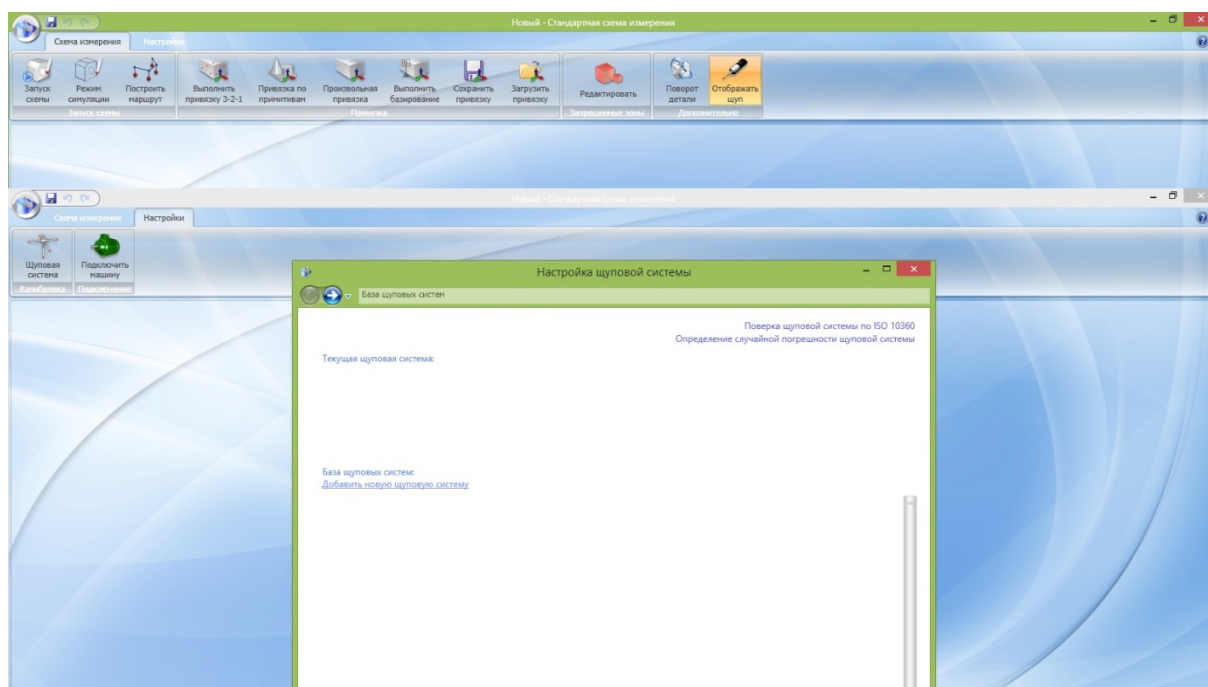 Новый - Стандартная схема измерения
Схема измерения Настройки
Запуск схемы
Режим симуляции
Построить маршрут
Выполнить привязку 3-2-1
Привязка по примитивам
Произвольная привязка
Выполнить базирование
Сохранить привязку
Загрузить привязку
Редактировать
Поворот детали
Отображать щуп
Запуск схемы
Привязка
Запрещенные зоны
Дополнительно
Новый - Стандартная схема измерения
Схема измерения Настройки
Щуповая система
Подключить машину
Калибровка
Подключение
Настройка щуповой системы
База щуповых систем
Поверка щуповой системы по ISO 10360
Определение случайной погрешности щуповой системы
Текущая щуповая система:
База щуповых систем:
Добавить новую щуповую систему